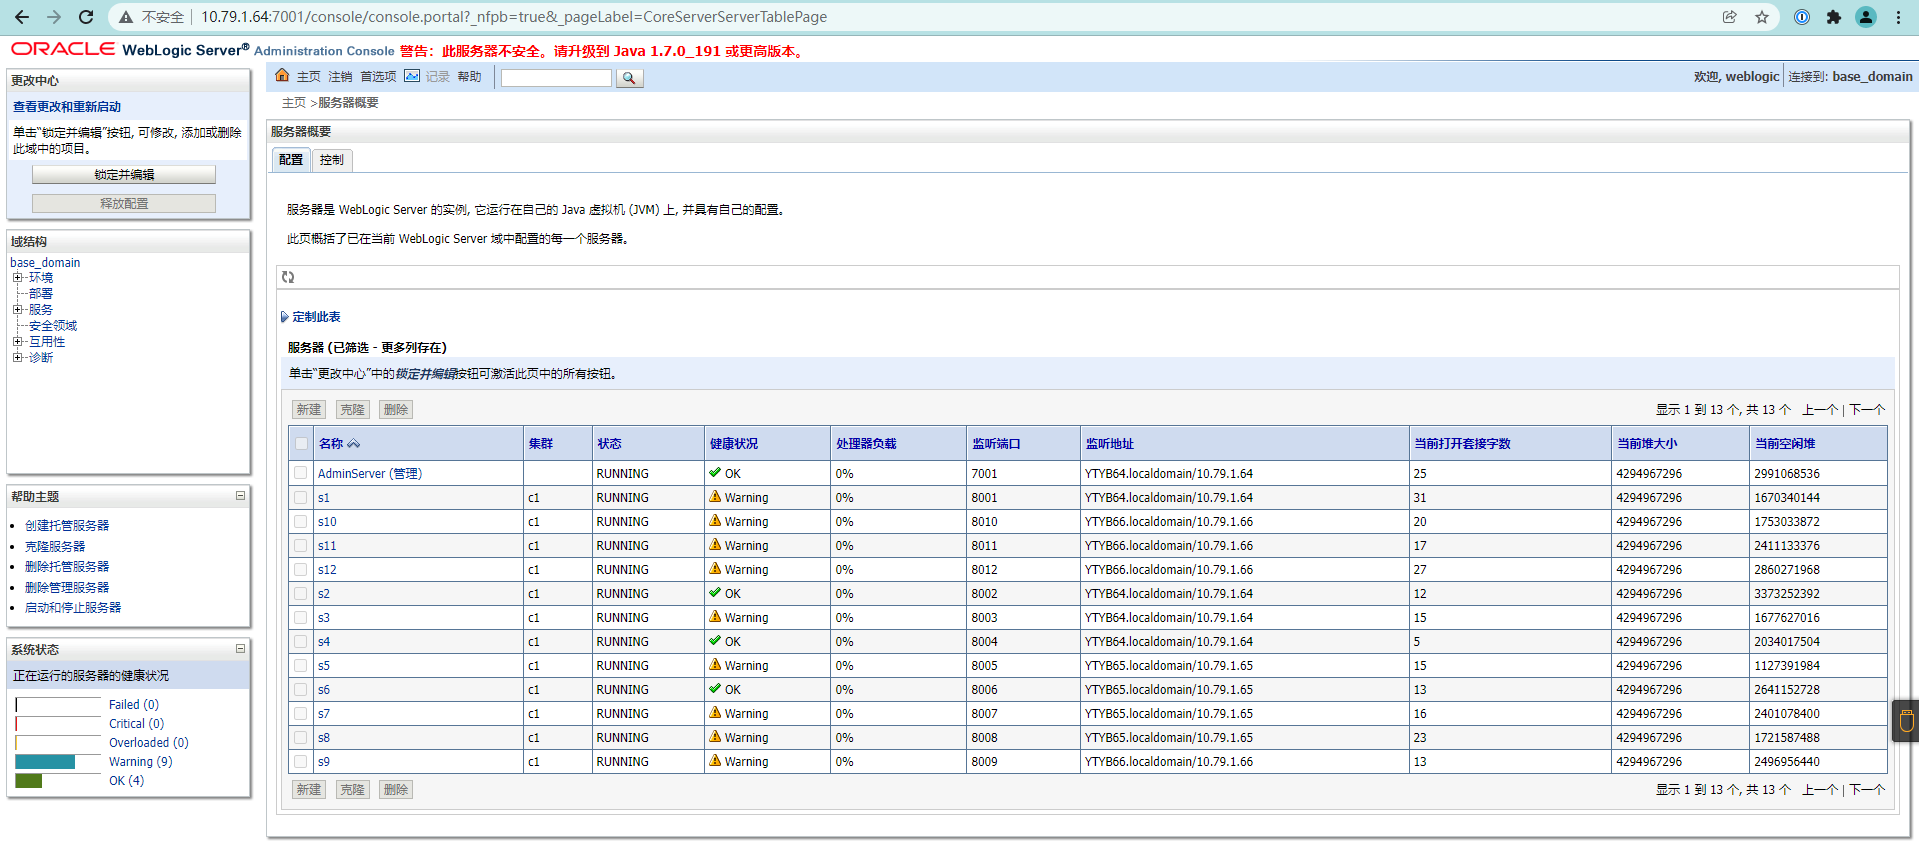 不安全 10.79.1.64:7001/console/console.portal?_nfpb=true&_pageLabel=CoreServerServerTablePage
ORACLE WebLogic Server® Administration Console 警告：此服务器不安全。请升级到 Java 1.7.0_191 或更高版本。
更改中心
查看更改和重新启动
单击“锁定并编辑”按钮, 可修改, 添加或删除
此域中的项目。
锁定并编辑
释放配置
域结构
base_domain
环境
部署
服务
安全领域
互用性
诊断
帮助主题
创建托管服务器
克隆服务器
删除托管服务器
删除管理服务器
启动和停止服务器
系统状态
正在运行的服务器的健康状况
Failed (0)
Critical (0)
Overloaded (0)
Warning (9)
OK (4)
主页 注销 首选项 记录 帮助
欢迎, weblogic 连接到: base_domain
主页 >服务器概要
服务器概要
配置 控制
服务器是 WebLogic Server 的实例, 它运行在自己的 Java 虚拟机 (JVM) 上, 并具有自己的配置。
此页概括了已在当前 WebLogic Server 域中配置的每一个服务器。
定制此表
服务器 (已筛选 - 更多列存在)
单击“更改中心”中的锁定并编辑按钮可激活此页中的所有按钮。
新建 克隆 删除 显示 1 到 13 个, 共 13 个 上一个 | 下一个
名称 集群 状态 健康状况 处理器负载 监听端口 监听地址 当前打开套接字数 当前堆大小 当前空闲堆
AdminServer (管理) RUNNING OK 0% 7001 YTYB64.localdomain/10.79.1.64 25 4294967296 2991068536
s1 c1 RUNNING Warning 0% 8001 YTYB64.localdomain/10.79.1.64 31 4294967296 1670340144
s10 c1 RUNNING Warning 0% 8010 YTYB66.localdomain/10.79.1.66 20 4294967296 1753033872
s11 c1 RUNNING Warning 0% 8011 YTYB66.localdomain/10.79.1.66 17 4294967296 2411133376
s12 c1 RUNNING Warning 0% 8012 YTYB66.localdomain/10.79.1.66 27 4294967296 2860271968
s2 c1 RUNNING OK 0% 8002 YTYB64.localdomain/10.79.1.64 12 4294967296 3373252392
s3 c1 RUNNING Warning 0% 8003 YTYB64.localdomain/10.79.1.64 15 4294967296 1677627016
s4 c1 RUNNING OK 0% 8004 YTYB64.localdomain/10.79.1.64 5 4294967296 2034017504
s5 c1 RUNNING Warning 0% 8005 YTYB65.localdomain/10.79.1.65 15 4294967296 1127391984
s6 c1 RUNNING OK 0% 8006 YTYB65.localdomain/10.79.1.65 13 4294967296 2641152728
s7 c1 RUNNING Warning 0% 8007 YTYB65.localdomain/10.79.1.65 16 4294967296 2401078400
s8 c1 RUNNING Warning 0% 8008 YTYB65.localdomain/10.79.1.65 23 4294967296 1721587488
s9 c1 RUNNING Warning 0% 8009 YTYB66.localdomain/10.79.1.66 13 4294967296 2496956440
新建 克隆 删除 显示 1 到 13 个, 共 13 个 上一个 | 下一个